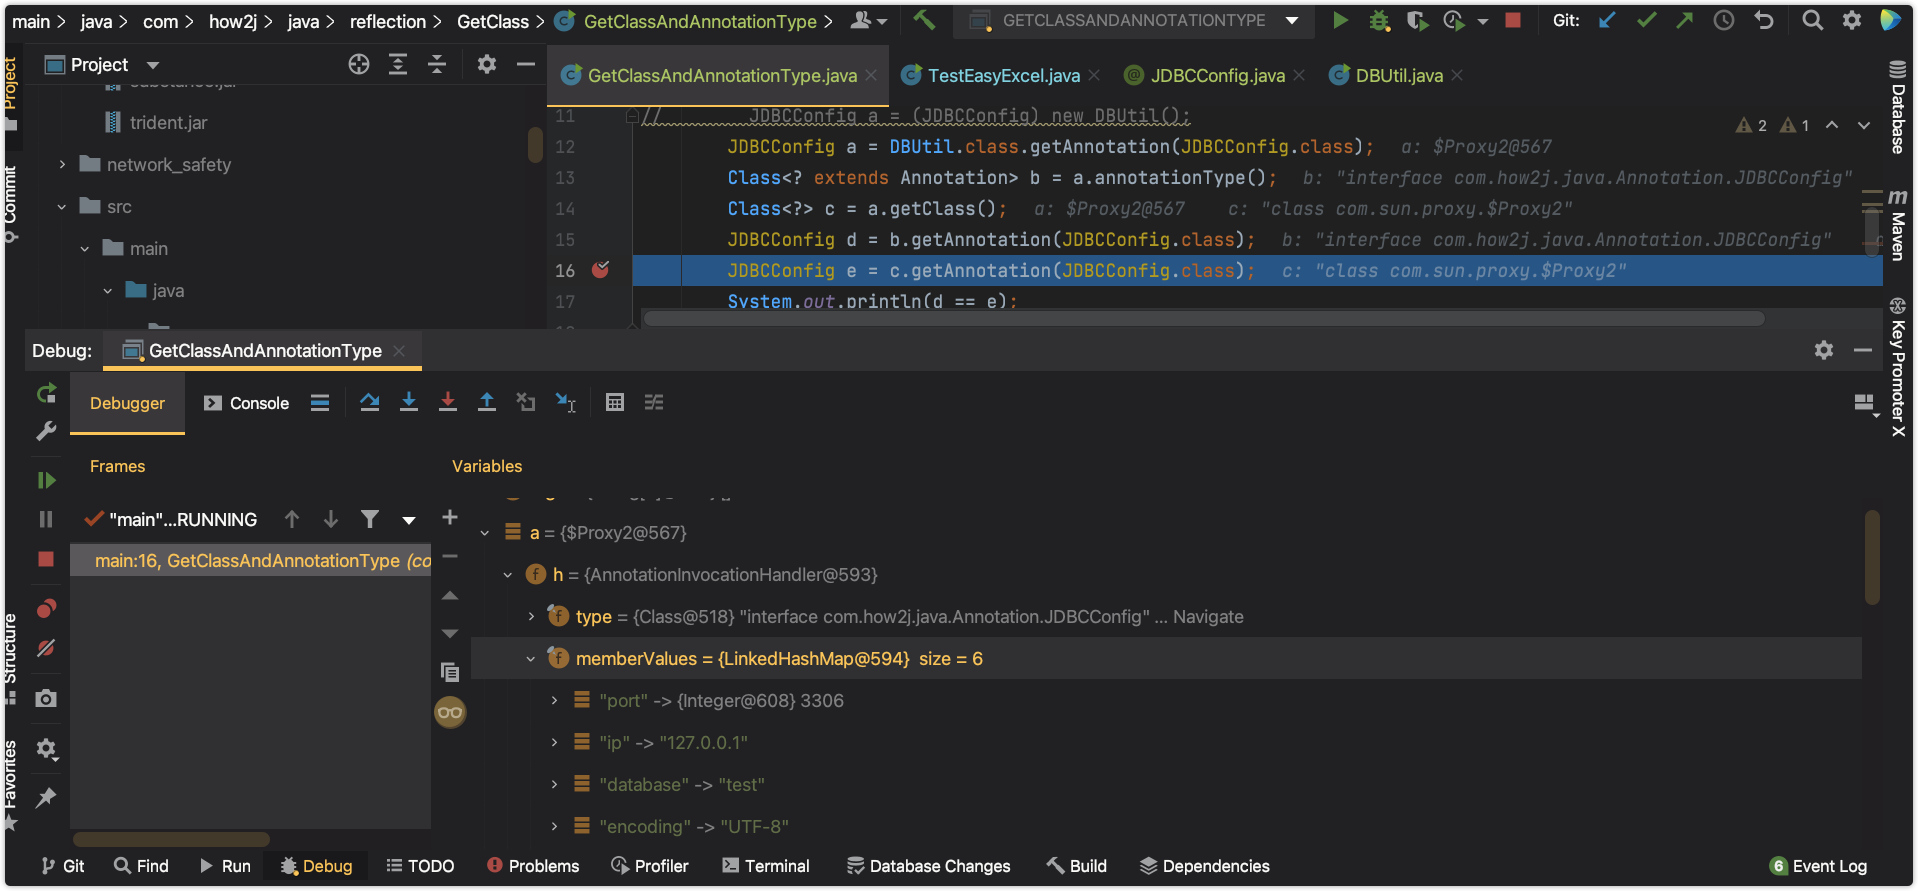 main > java > com > how2j > java > reflection > GetClass > GetClassAndAnnotationType >
GETCLASSANDANNOTATIONTYPE
Git:
Project
Project
Commit
Structure
Favorites
substance.jar
trident.jar
network_safety
src
main
java
GetClassAndAnnotationType.java
TestEasyExcel.java
JDBCConfig.java
DBUtil.java
2 1
11 // JDBCConfig a = (JDBCConfig) new DBUtil();
12 JDBCConfig a = DBUtil.class.getAnnotation(JDBCConfig.class); a: $Proxy2@567
13 Class<? extends Annotation> b = a.annotationType(); b: "interface com.how2j.java.Annotation.JDBCConfig"
14 Class<?> c = a.getClass(); a: $Proxy2@567 c: "class com.sun.proxy.$Proxy2"
15 JDBCConfig d = b.getAnnotation(JDBCConfig.class); b: "interface com.how2j.java.Annotation.JDBCConfig"
16 JDBCConfig e = c.getAnnotation(JDBCConfig.class); c: "class com.sun.proxy.$Proxy2"
17 System.out.println(d == e);
Database
Maven
Key Promoter X
Debug: GetClassAndAnnotationType
Debugger
Console
Frames
Variables
"main"...RUNNING
main:16, GetClassAndAnnotationType (co
a = {$Proxy2@567}
h = {AnnotationInvocationHandler@593}
type = {Class@518} "interface com.how2j.java.Annotation.JDBCConfig" ... Navigate
memberValues = {LinkedHashMap@594} size = 6
"port" -> {Integer@608} 3306
"ip" -> "127.0.0.1"
"database" -> "test"
"encoding" -> "UTF-8"
Git
Find
Run
Debug
TODO
Problems
Profiler
Terminal
Database Changes
Build
Dependencies
6 Event Log